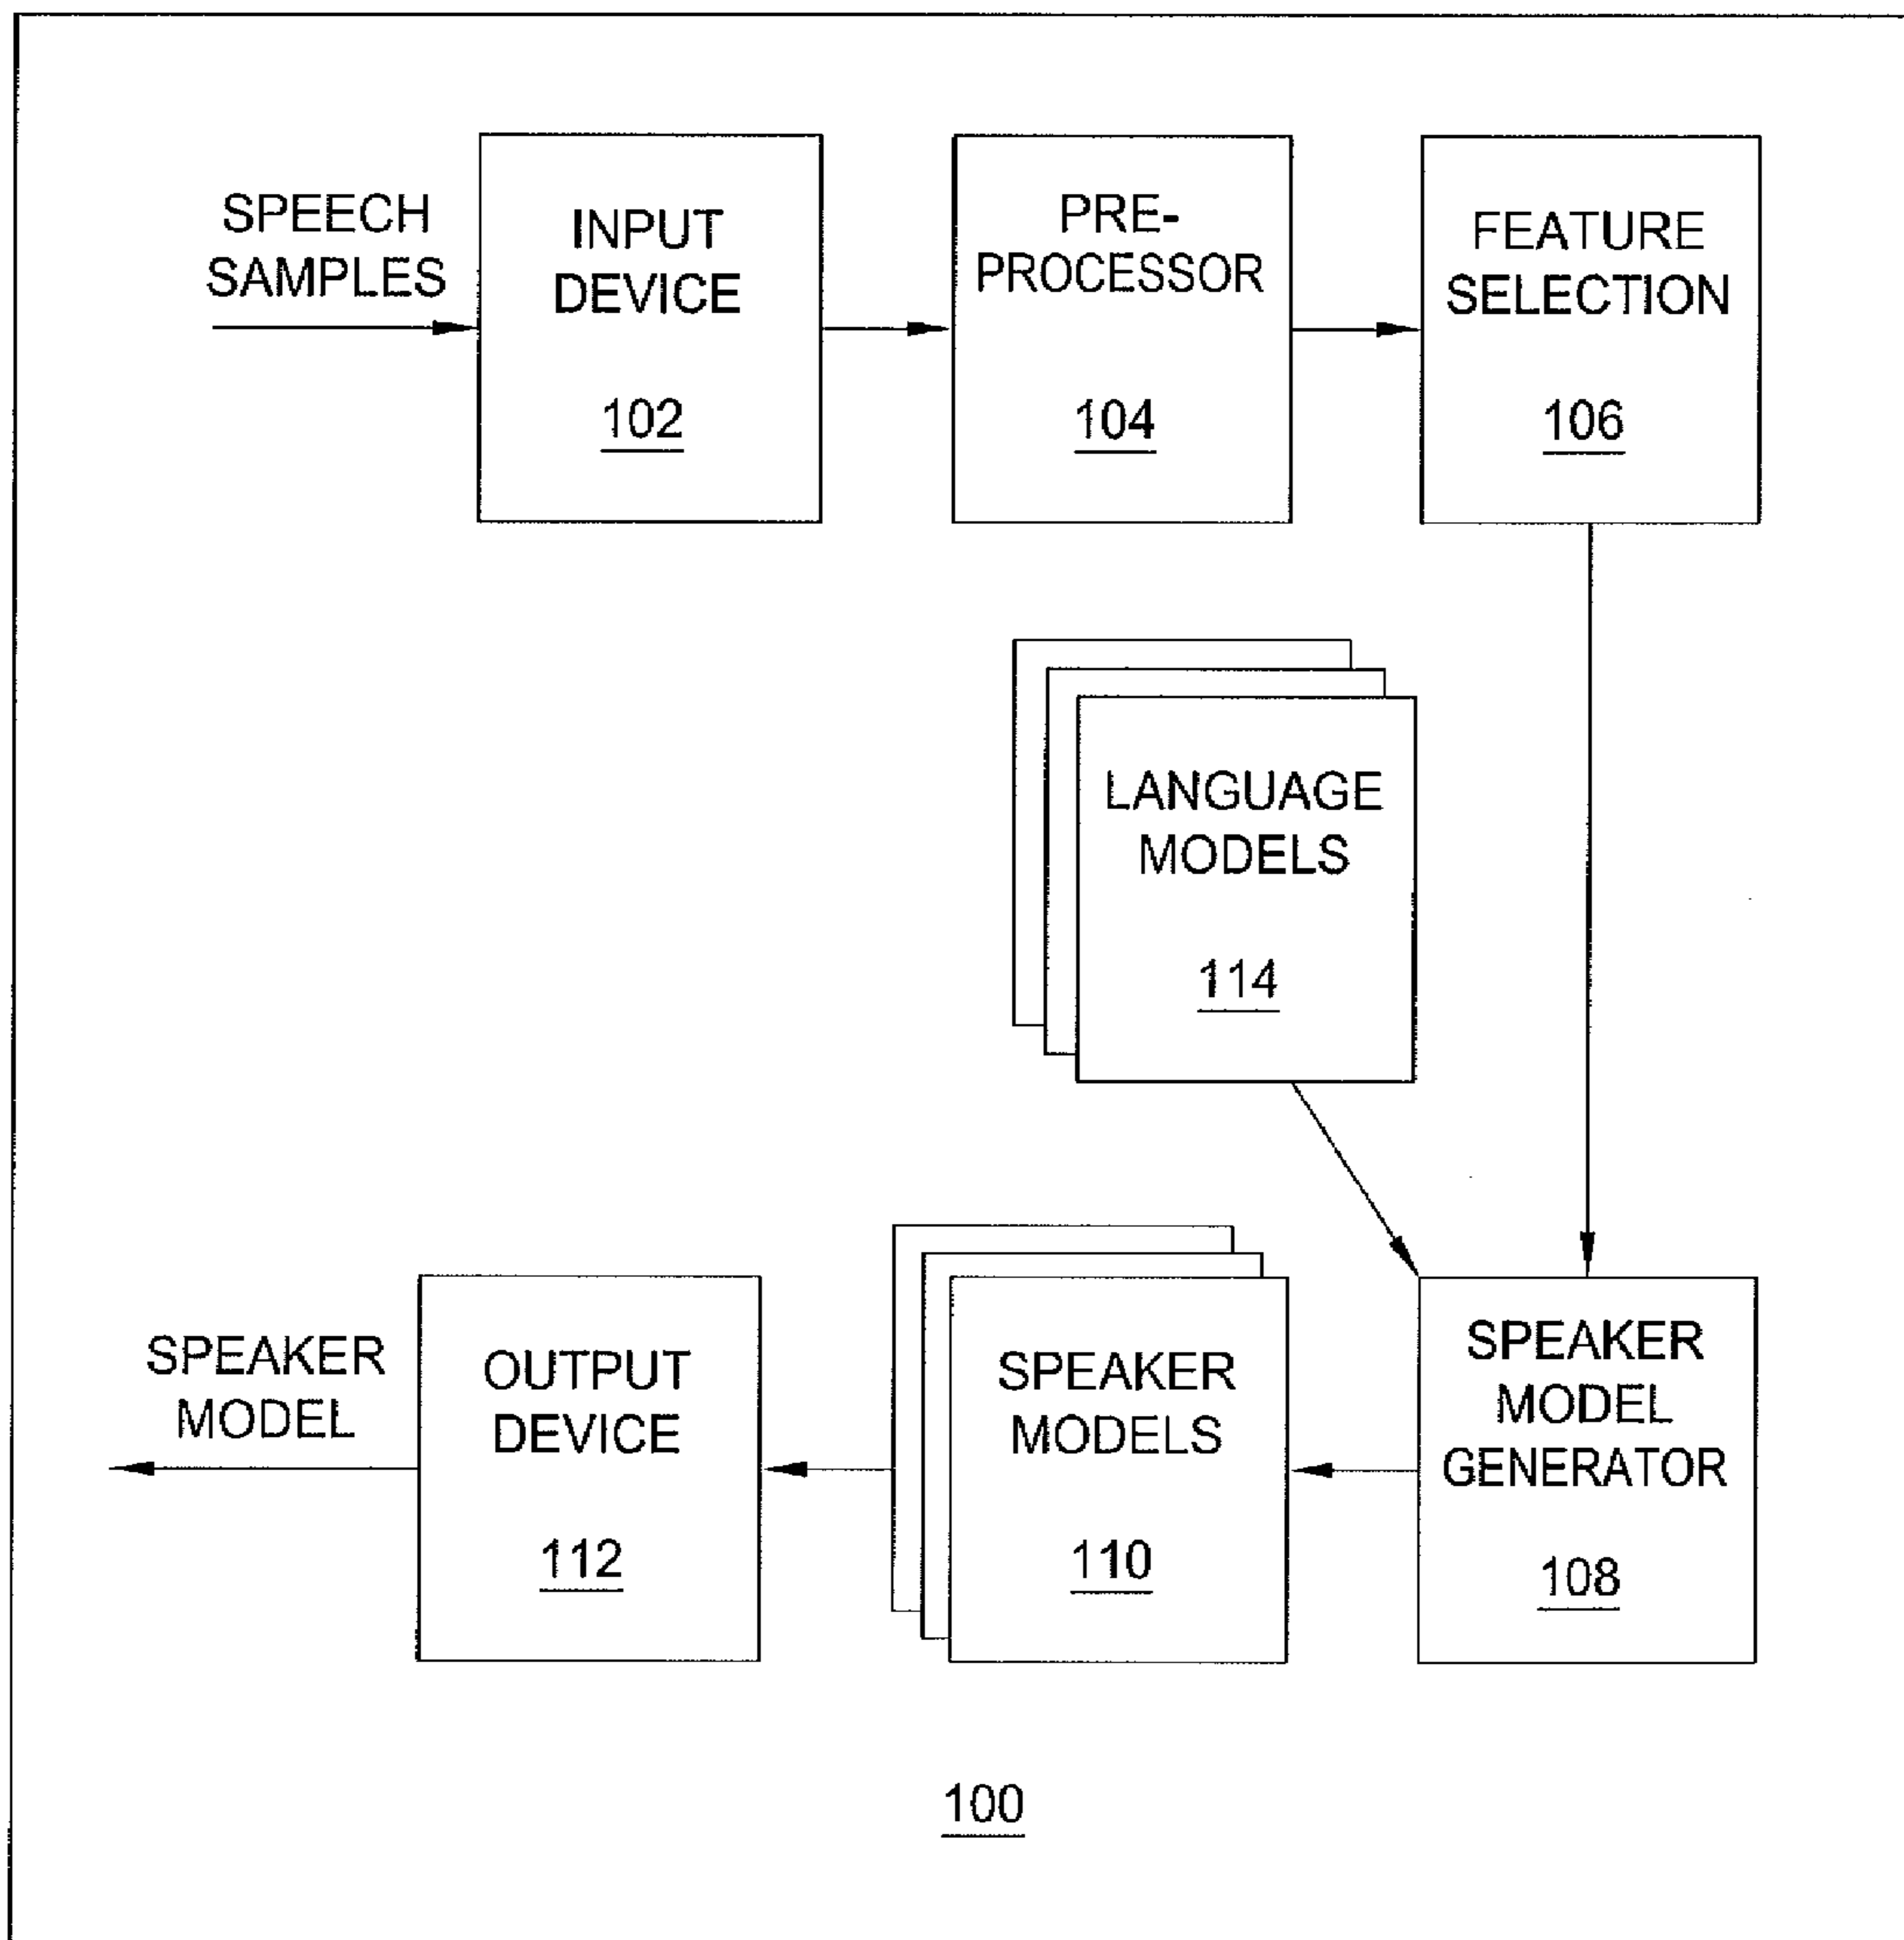 SPEECH
SAMPLES
INPUT
DEVICE
102
PRE-
PROCESSOR
104
FEATURE
SELECTION
106
LANGUAGE
MODELS
114
SPEAKER
MODEL
OUTPUT
DEVICE
112
SPEAKER
MODELS
110
SPEAKER
MODEL
GENERATOR
108
100